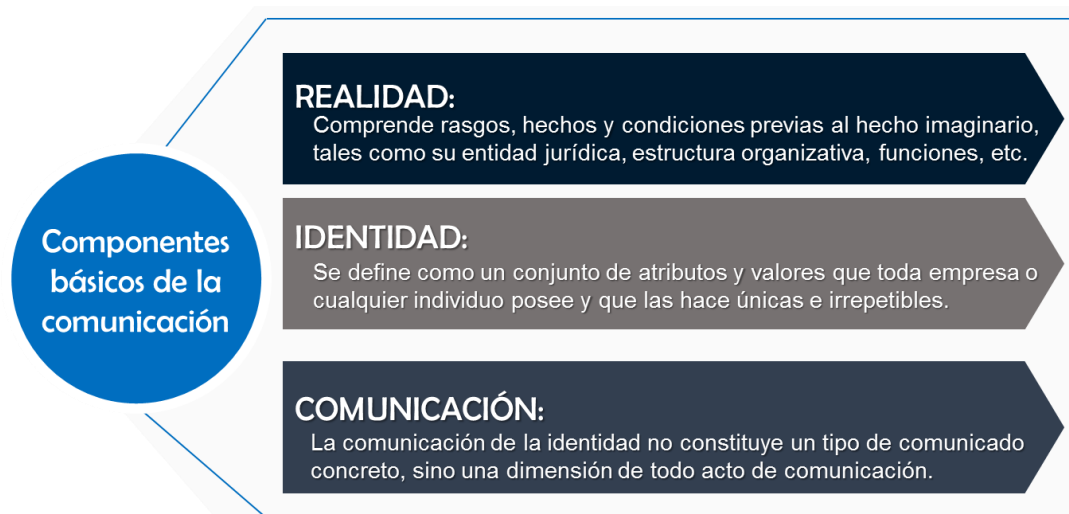 Componentes
básicos de la
comunicación
REALIDAD:
Comprende rasgos, hechos y condiciones previas al hecho imaginario,
tales como su entidad jurídica, estructura organizativa, funciones, etc.
IDENTIDAD:
Se define como un conjunto de atributos y valores que toda empresa o
cualquier individuo posee y que las hace únicas e irrepetibles.
COMUNICACIÓN:
La comunicación de la identidad no constituye un tipo de comunicado
concreto, sino una dimensión de todo acto de comunicación.